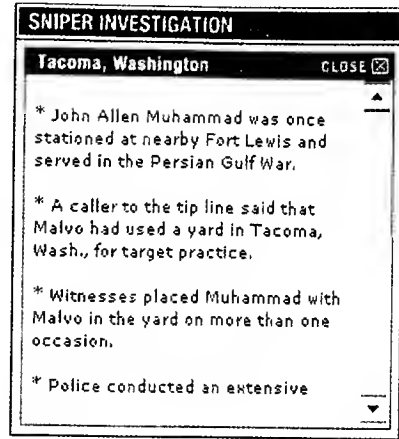 SNIPER INVESTIGATION
Tacoma, Washington CLOSE
* John Allen Muhammad was once
stationed at nearby Fort Lewis and
served in the Persian Gulf War.
* A caller to the tip line said that
Malvo had used a yard in Tacoma,
Wash., for target practice.
* Witnesses placed Muhammad with
Malvo in the yard on more than one
occasion.
* Police conducted an extensive